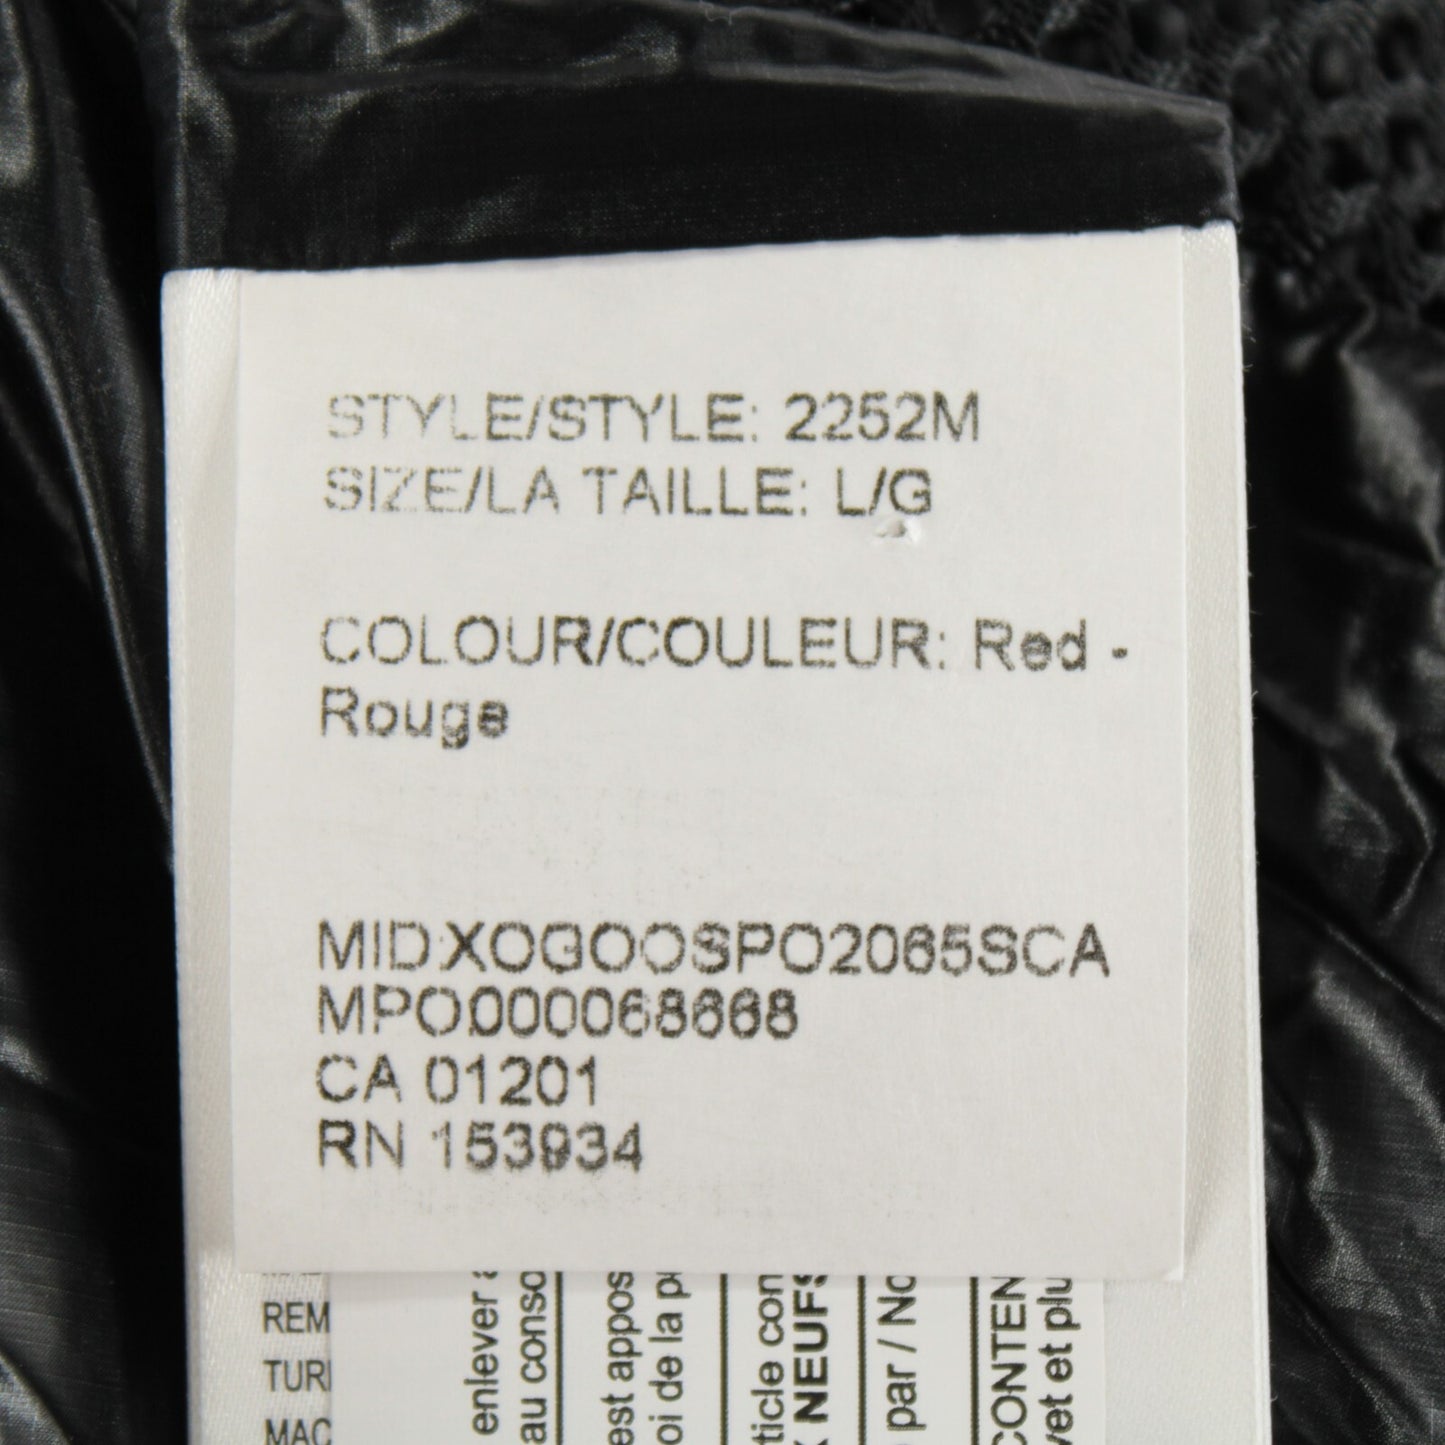 STYLE/STYLE: 2252M
SIZE/LA TAILLE: L/G
COLOUR/COULEUR: Red -
Rouge
MIDXOGOOSPO2065SCA
MPO000068668
CA 01201
RN 153934
REM
TURI
MAC
enlever
au conso
est appos
oi de la p
ticle con
X NEUFS
par / No
CONTEN
vet et plu